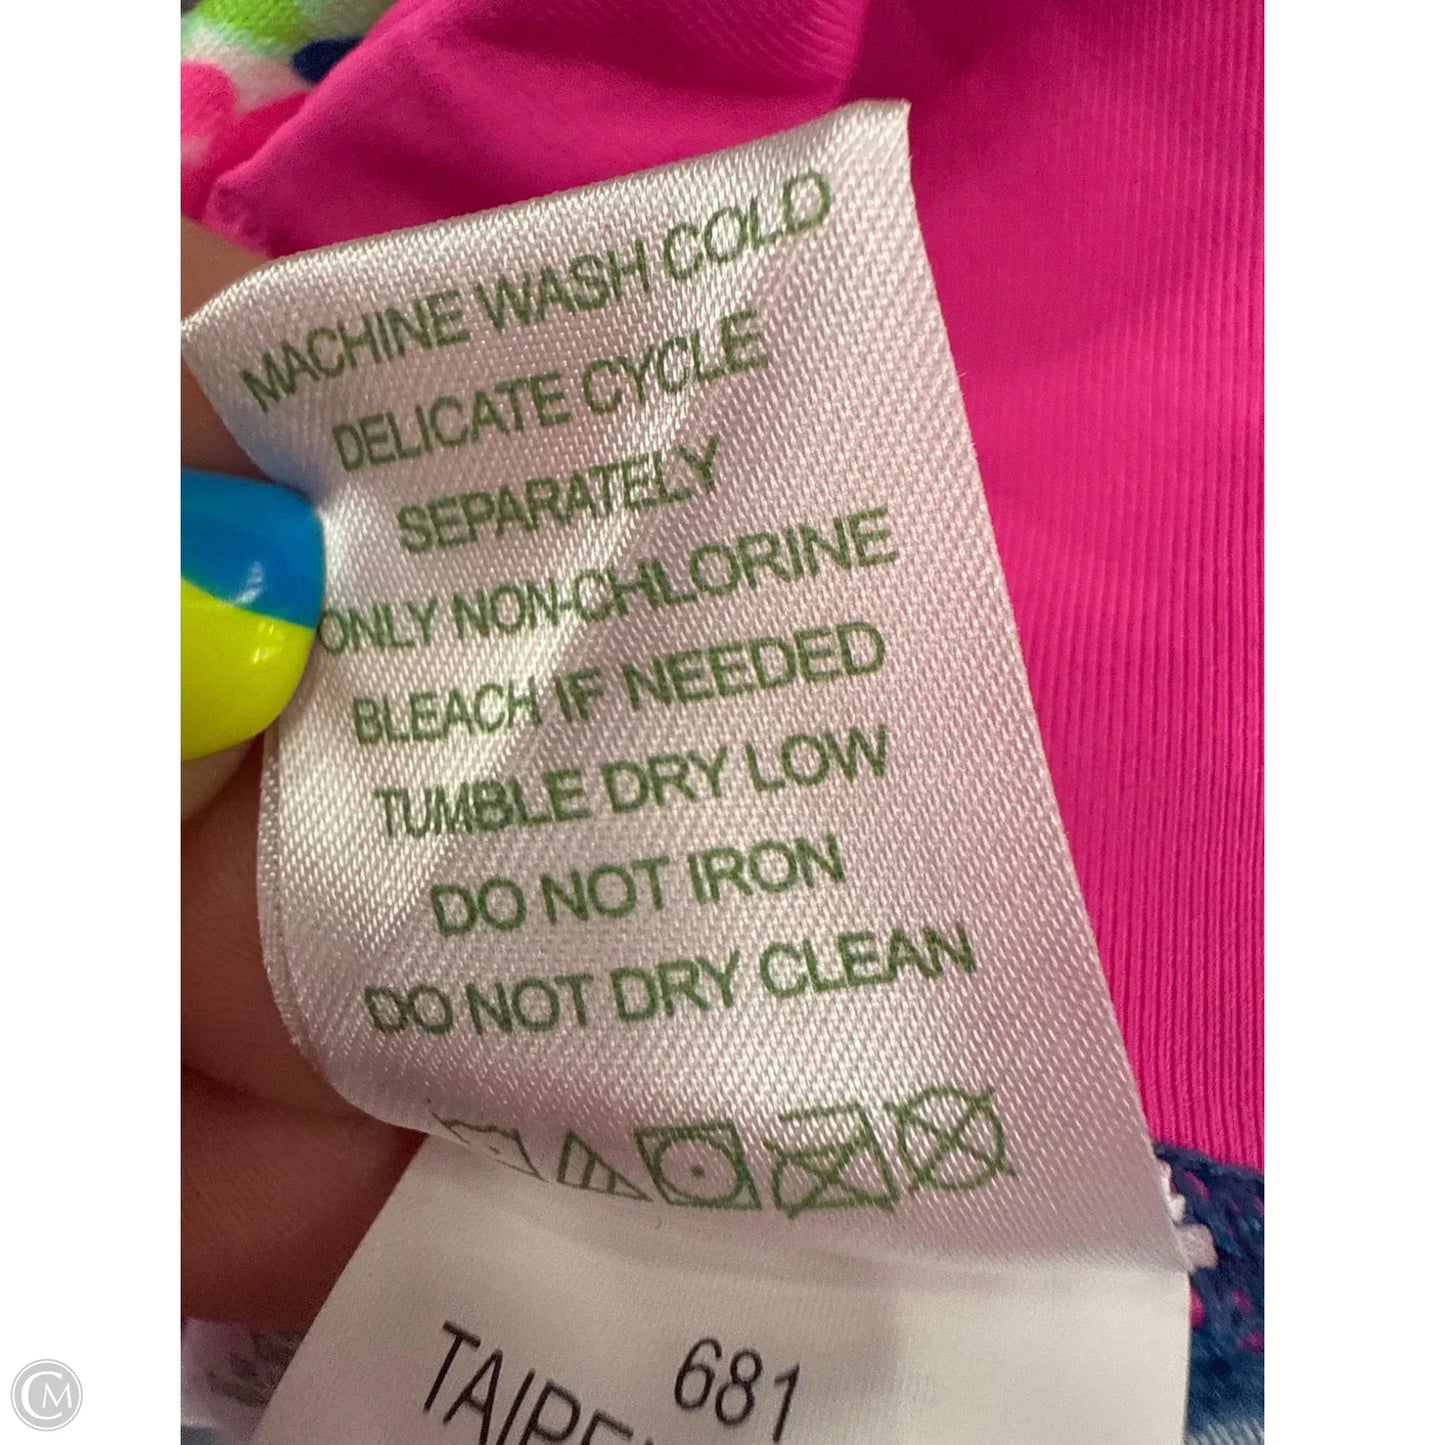 MACHINE WASH COLD
DELICATE CYCLE
SEPARATELY
ONLY NON-CHLORINE
BLEACH IF NEEDED
TUMBLE DRY LOW
DO NOT IRON
DO NOT DRY CLEAN
681
CM